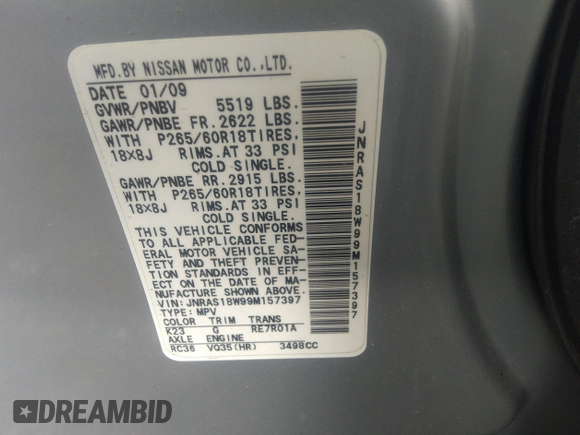 MFD.BY NISSAN MOTOR CO.,LTD.
DATE 01/09
GVWR/PNBV 5519 LBS.
GAWR/PNBE FR.2622 LBS.
WITH P265/60R18TIRES,
18X8J RIMS.AT 33 PSI
COLD SINGLE.
GAWR/PNBE RR.2915 LBS.
WITH P265/60R18TIRES,
18X8J RIMS.AT 33 PSI
COLD SINGLE.
THIS VEHICLE CONFORMS
TO ALL APPLICABLE FED-
ERAL MOTOR VEHICLE SA-
FETY AND THEFT PREVEN-
TION STANDARDS IN EFF-
ECT ON THE DATE OF MA-
NUFACTURE SHOWN ABOVE.
VIN:JNRAS18W99M157397
TYPE:MPV
COLOR TRIM TRANS
K23 G RE7R01A
AXLE ENGINE
RC36 VQ35(HR) 3498CC
JNRAS18W99M157397
DREAMBID